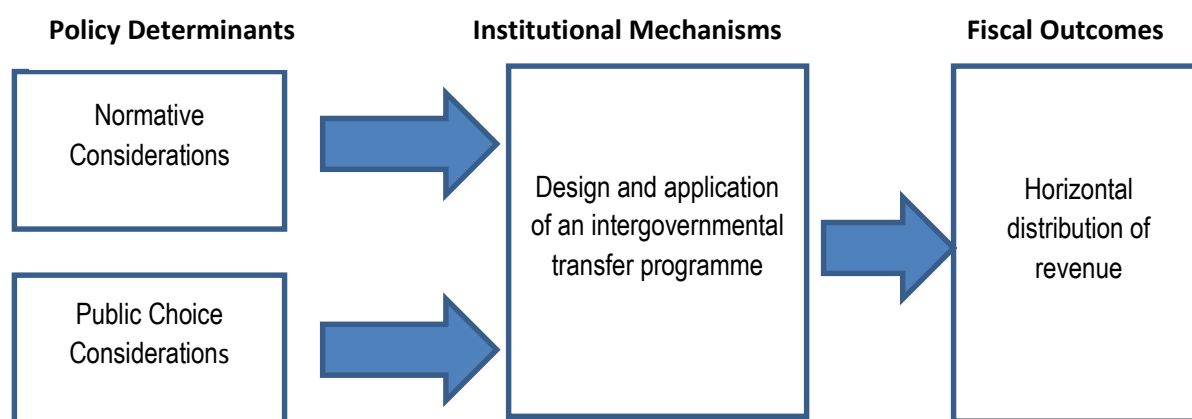 Policy Determinants
Institutional Mechanisms
Fiscal Outcomes
Normative
Considerations
Public Choice
Considerations
Design and application
of an intergovernmental
transfer programme
Horizontal
distribution of
revenue